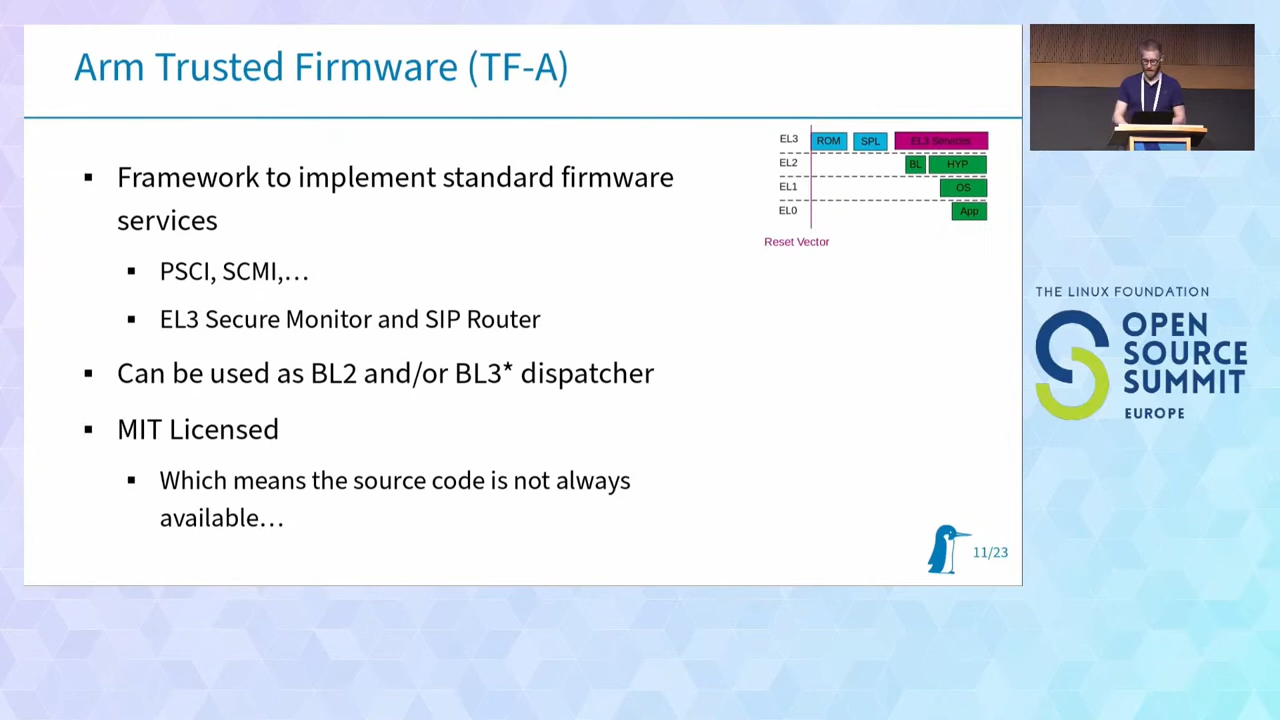 Arm Trusted Firmware (TF-A)
▪ Framework to implement standard firmware
services
▪ PSCI, SCMI,…
▪ EL3 Secure Monitor and SIP Router
▪ Can be used as BL2 and/or BL3* dispatcher
▪ MIT Licensed
▪ Which means the source code is not always
available…
EL3 ROM SPL EL3 Services
EL2 BL HYP
EL1 OS
EL0 App
Reset Vector
11/23
THE LINUX FOUNDATION
OPEN
SOURCE
SUMMIT
EUROPE